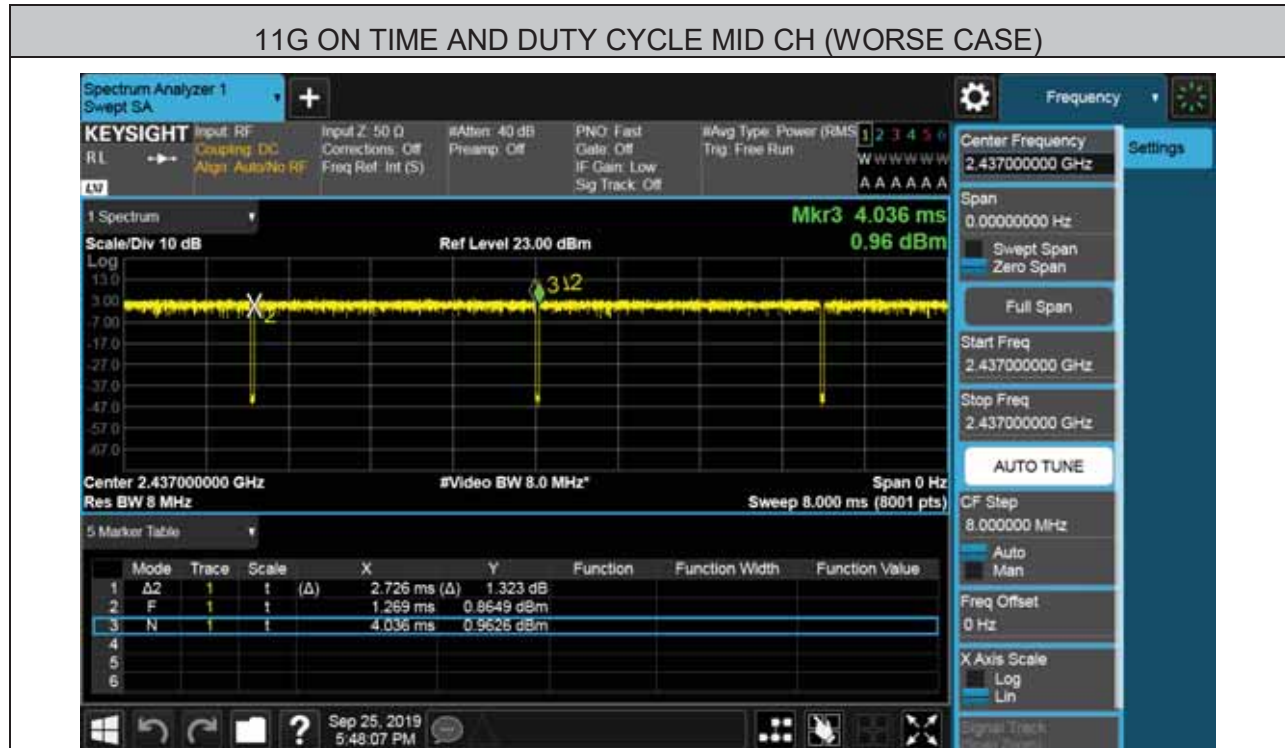 11G ON TIME AND DUTY CYCLE MID CH (WORSE CASE)
Spectrum Analyzer 1
Swept SA
+
Frequency
KEYSIGHT
RL
Input: RF
Coupling: DC
Align: Auto/No RF
Input Z: 50 Ω
Corrections: Off
Freq Ref: Int (S)
#Atten: 40 dB
Preamp: Off
PNO: Fast
Gate: Off
IF Gain: Low
Sig Track: Off
#Avg Type: Power (RMS
Trig: Free Run
1 2 3 4 5 6
W W W W W W
A A A A A A
1 Spectrum
Scale/Div 10 dB
Ref Level 23.00 dBm
Mkr3 4.036 ms
0.96 dBm
Log
13.0
3.00
-7.00
-17.0
-27.0
-37.0
-47.0
-57.0
-67.0
2
3
1Δ2
Center 2.437000000 GHz
#Video BW 8.0 MHz*
Span 0 Hz
Res BW 8 MHz
Sweep 8.000 ms (8001 pts)
5 Marker Table
Mode Trace Scale X Y Function Function Width Function Value
1 Δ2 1 t (Δ) 2.726 ms (Δ) 1.323 dB
2 F 1 t 1.269 ms 0.8649 dBm
3 N 1 t 4.036 ms 0.9626 dBm
4
5
6
Sep 25, 2019
5:48:07 PM
Center Frequency
2.437000000 GHz
Settings
Span
0.00000000 Hz
Swept Span
Zero Span
Full Span
Start Freq
2.437000000 GHz
Stop Freq
2.437000000 GHz
AUTO TUNE
CF Step
8.000000 MHz
Auto
Man
Freq Offset
0 Hz
X Axis Scale
Log
Lin
Signal Track